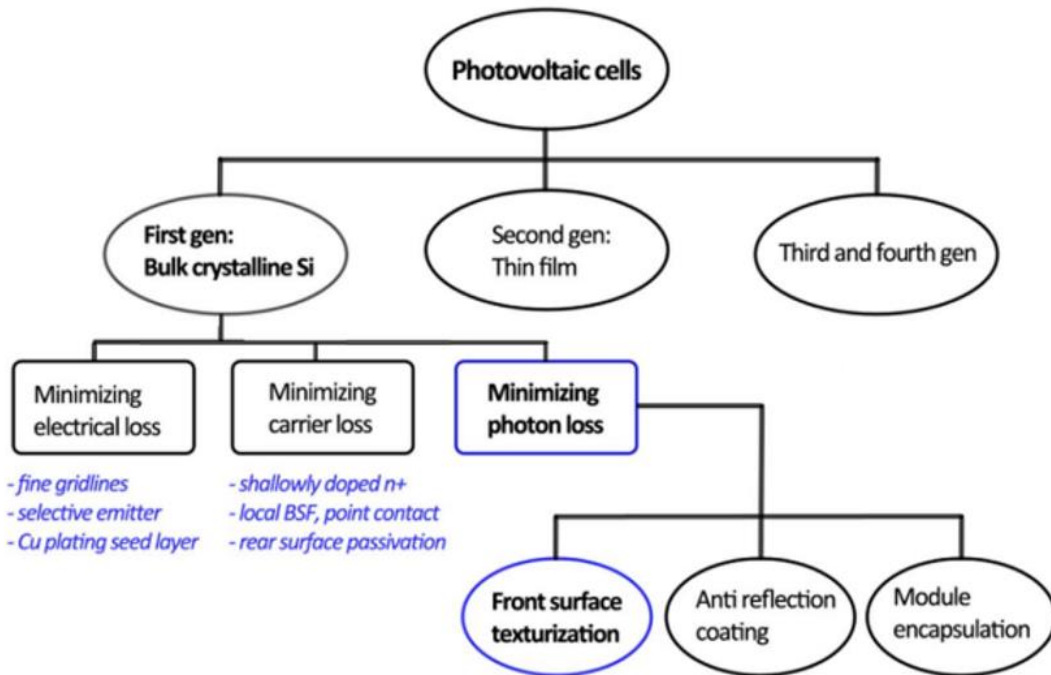 Photovoltaic cells
First gen:
Bulk crystalline Si
Second gen:
Thin film
Third and fourth gen
Minimizing
electrical loss
Minimizing
carrier loss
Minimizing
photon loss
- fine gridlines
- selective emitter
- Cu plating seed layer
- shallowly doped n+
- local BSF, point contact
- rear surface passivation
Front surface
texturization
Anti reflection
coating
Module
encapsulation